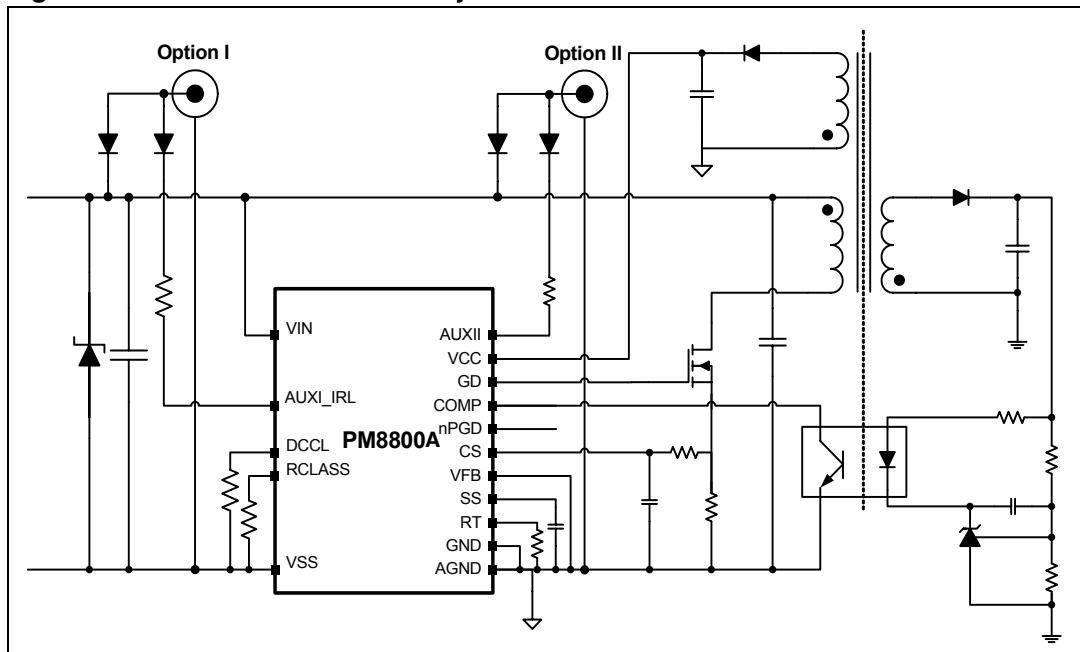 Option I
Option II
VIN
AUXI_IRL
DCCL
RCLASS
VSS
PM8800A
AUXII
VCC
GD
COMP
nPGD
CS
VFB
SS
RT
GND
AGND